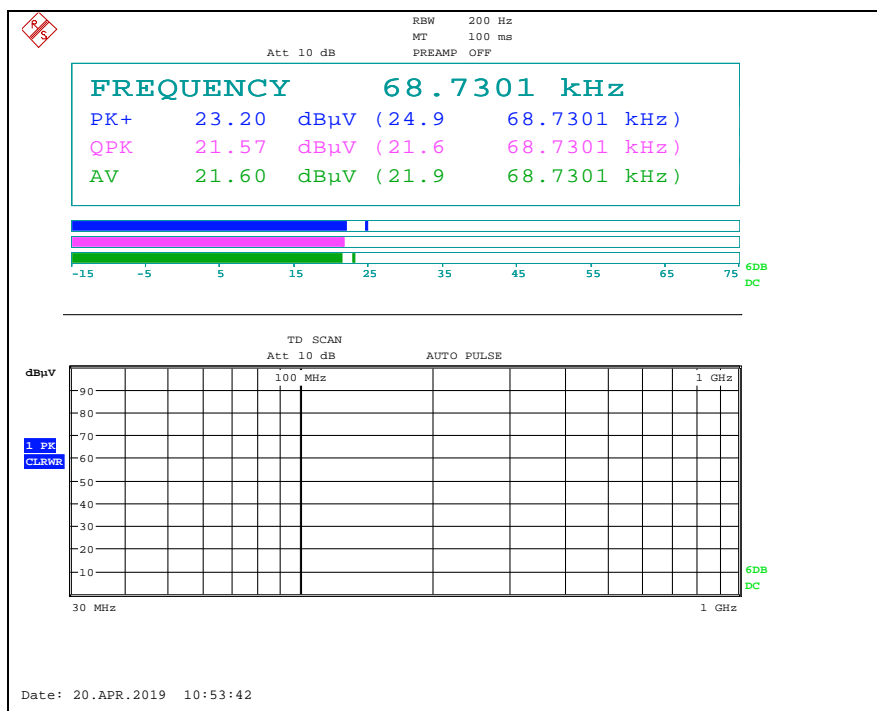 R S
RBW 200 Hz
MT 100 ms
Att 10 dB PREAMP OFF
FREQUENCY 68.7301 kHz
PK+ 23.20 dBµV (24.9 68.7301 kHz)
QPK 21.57 dBµV (21.6 68.7301 kHz)
AV 21.60 dBµV (21.9 68.7301 kHz)
-15 -5 5 15 25 35 45 55 65 75
6DB
DC
TD SCAN
Att 10 dB AUTO PULSE
dBµV
100 MHz 1 GHz
90
80
70
1 PK
CLRWR
60
50
40
30
20
10
6DB
DC
30 MHz 1 GHz
Date: 20.APR.2019 10:53:42